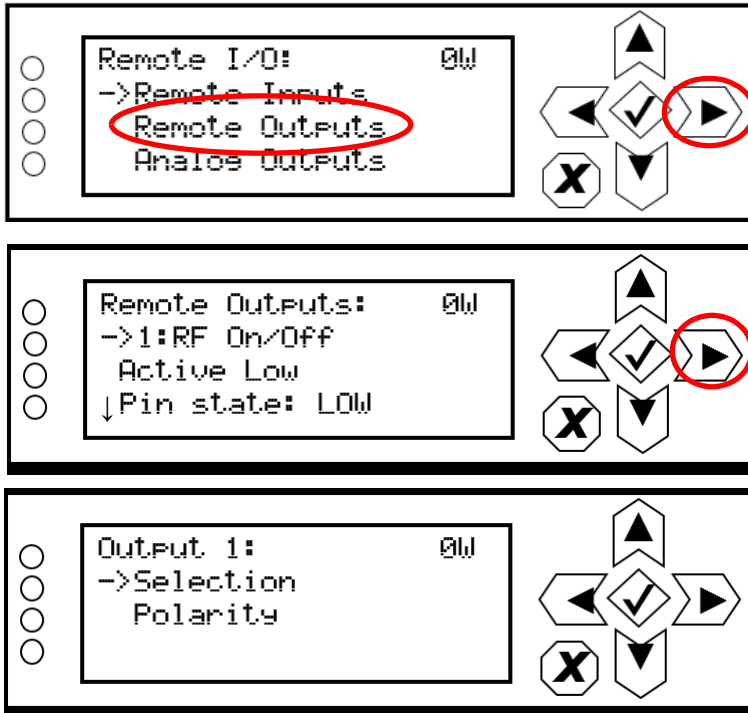 Remote I/O: 0W
->Remote Inputs
Remote Outputs
Analog Outputs
X
Remote Outputs: 0W
->1:RF On/Off
Active Low
↓Pin state: LOW
X
Output 1: 0W
->Selection
Polarity
X